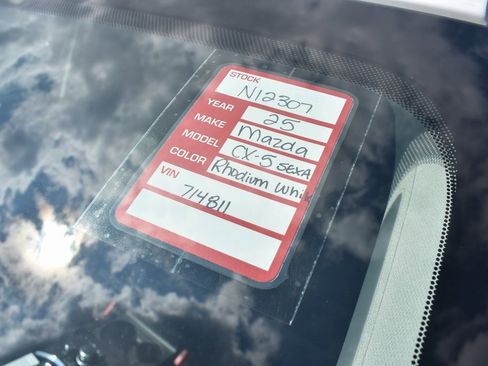 STOCK
N12307
YEAR 25
MAKE Mazda
MODEL CX-5 SEXA
COLOR Rhodium Whi
VIN
714811